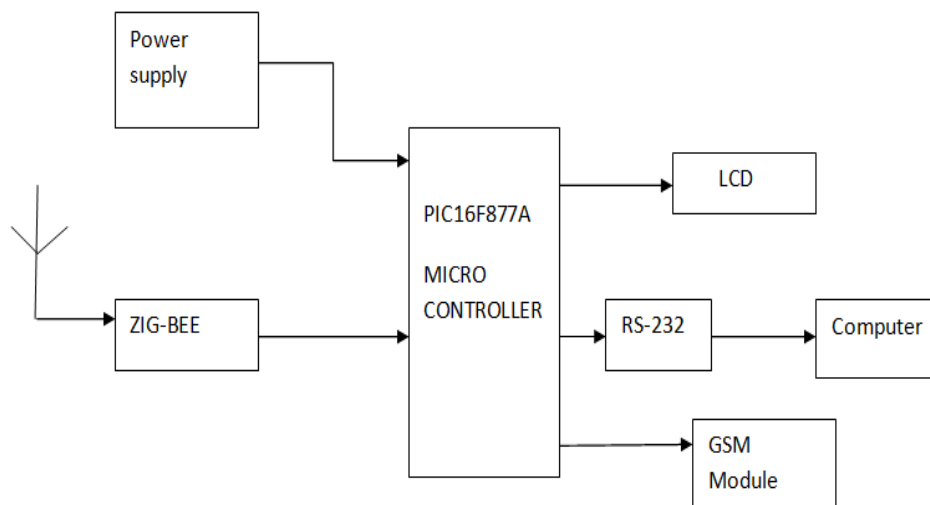 Power
supply
PIC16F877A
MICRO
CONTROLLER
LCD
ZIG-BEE
RS-232
Computer
GSM
Module